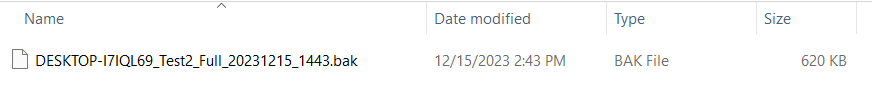 Name Date modified Type Size
DESKTOP-I7IQL69_Test2_Full_20231215_1443.bak 12/15/2023 2:43 PM BAK File 620 KB